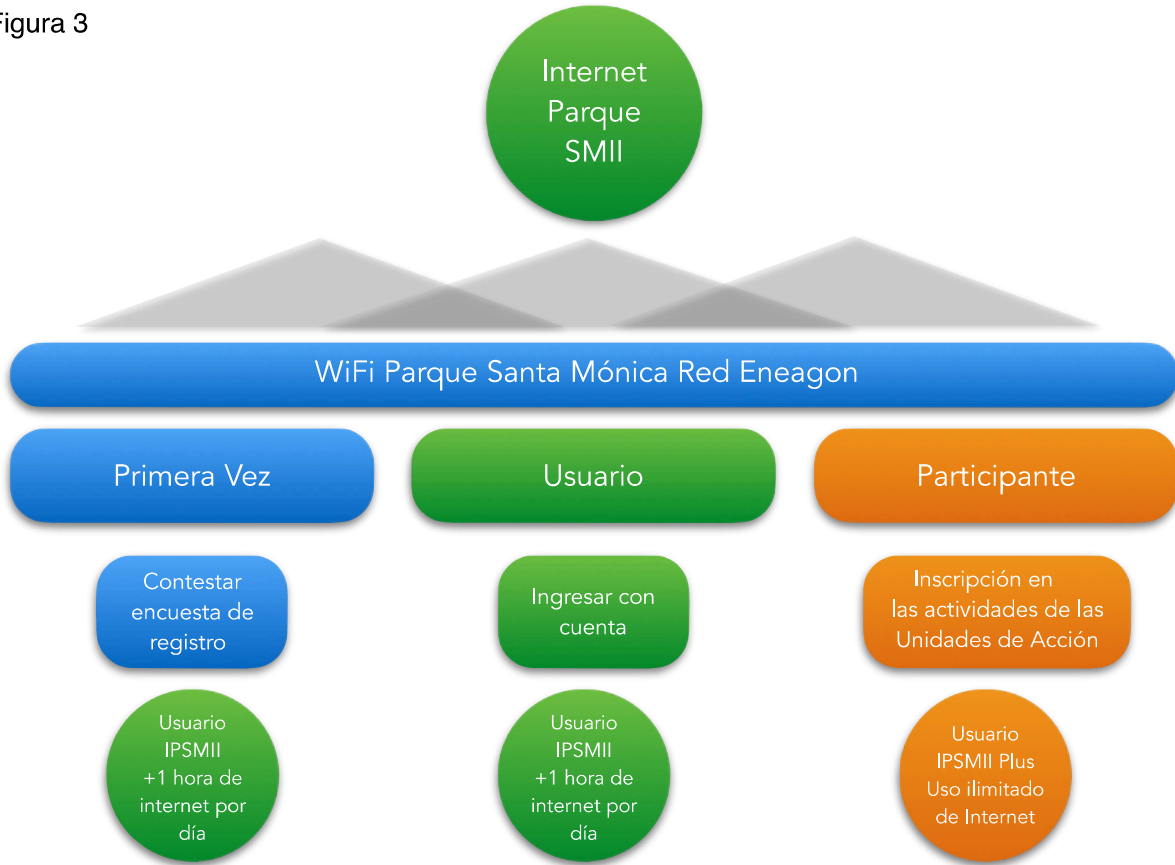 Figura 3
Internet
Parque
SMII
WiFi Parque Santa Mónica Red Eneagon
Primera Vez
Usuario
Participante
Contestar
encuesta de
registro
Ingresar con
cuenta
Inscripción en
las actividades de las
Unidades de Acción
Usuario
IPSMII
+1 hora de
internet por
día
Usuario
IPSMII
+1 hora de
internet por
día
Usuario
IPSMII Plus
Uso ilimitado
de Internet